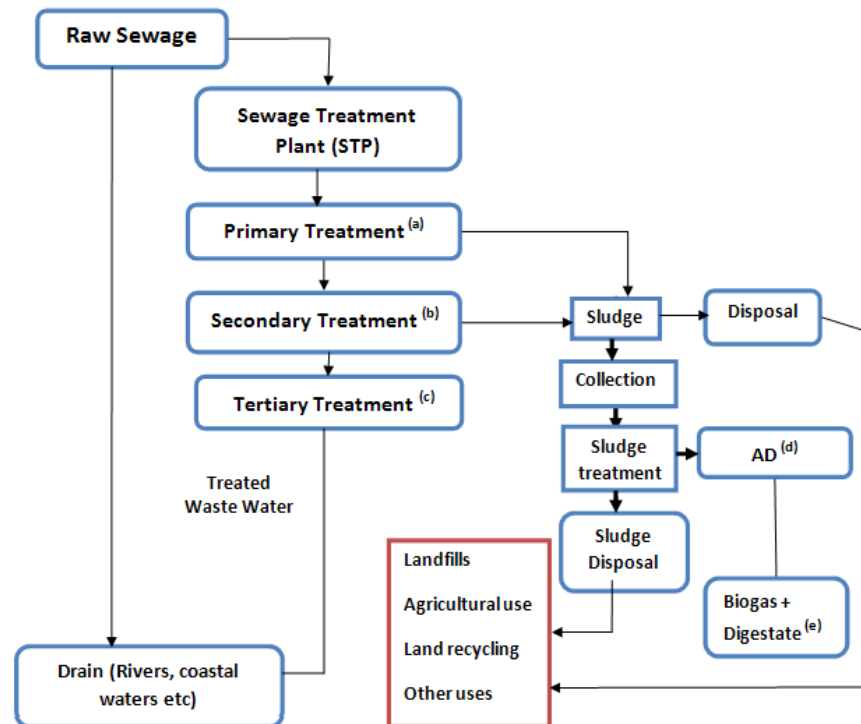 Raw Sewage
Sewage Treatment
Plant (STP)
Primary Treatment (a)
Secondary Treatment (b)
Sludge
Disposal
Collection
Tertiary Treatment (c)
Sludge
treatment
AD (d)
Treated
Waste Water
Sludge
Disposal
Landfills
Agricultural use
Land recycling
Other uses
Biogas +
Digestate (e)
Drain (Rivers, coastal
waters etc)